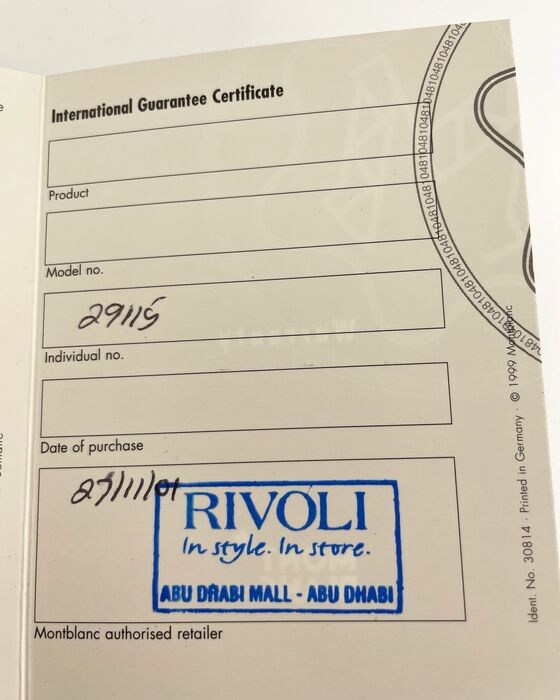 International Guarantee Certificate
Product
Model no.
29115
Individual no.
Date of purchase
27/11/01
RIVOLI
In style. In store.
ABU DHABI MALL - ABU DHABI
Montblanc authorised retailer
Ident. No. 30814 · Printed in Germany · © 1999 Montblanc